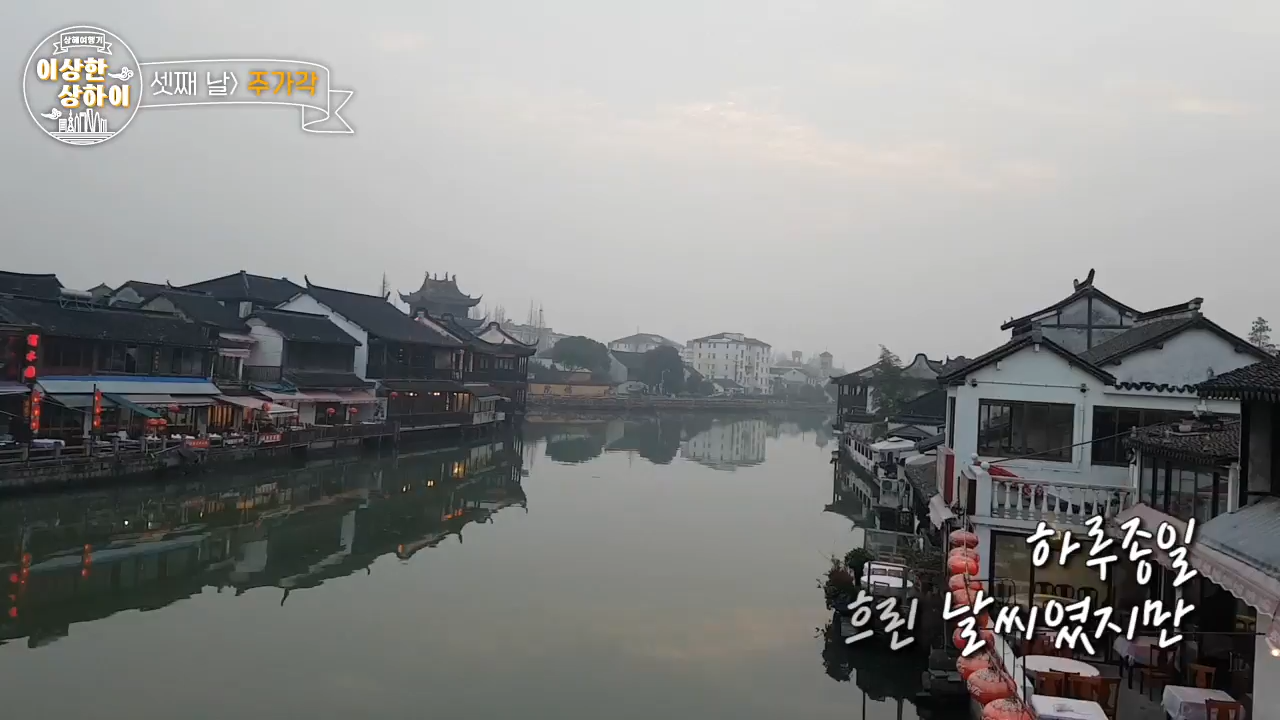 상해여행기
이상한
상하이
셋째 날> 주가각
하루종일
흐린 날씨였지만